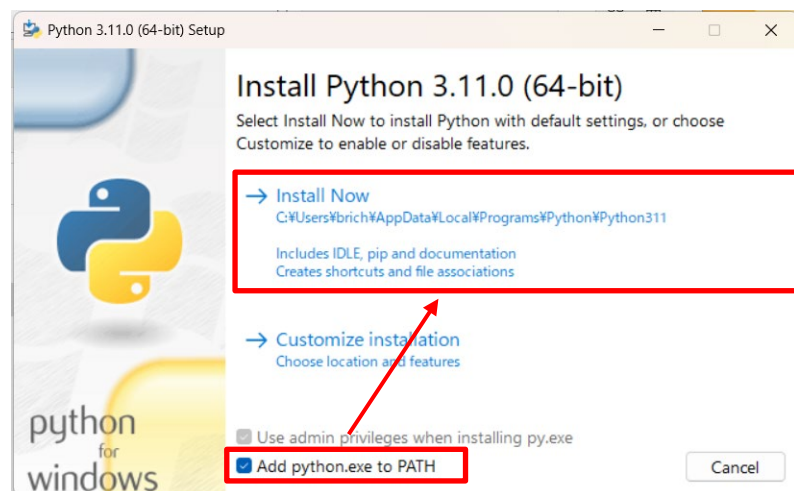 Python 3.11.0 (64-bit) Setup
Install Python 3.11.0 (64-bit)
Select Install Now to install Python with default settings, or choose
Customize to enable or disable features.
Install Now
C:¥Users¥brich¥AppData¥Local¥Programs¥Python¥Python311
Includes IDLE, pip and documentation
Creates shortcuts and file associations
Customize installation
Choose location and features
Use admin privileges when installing py.exe
Add python.exe to PATH
Cancel
python
for
windows